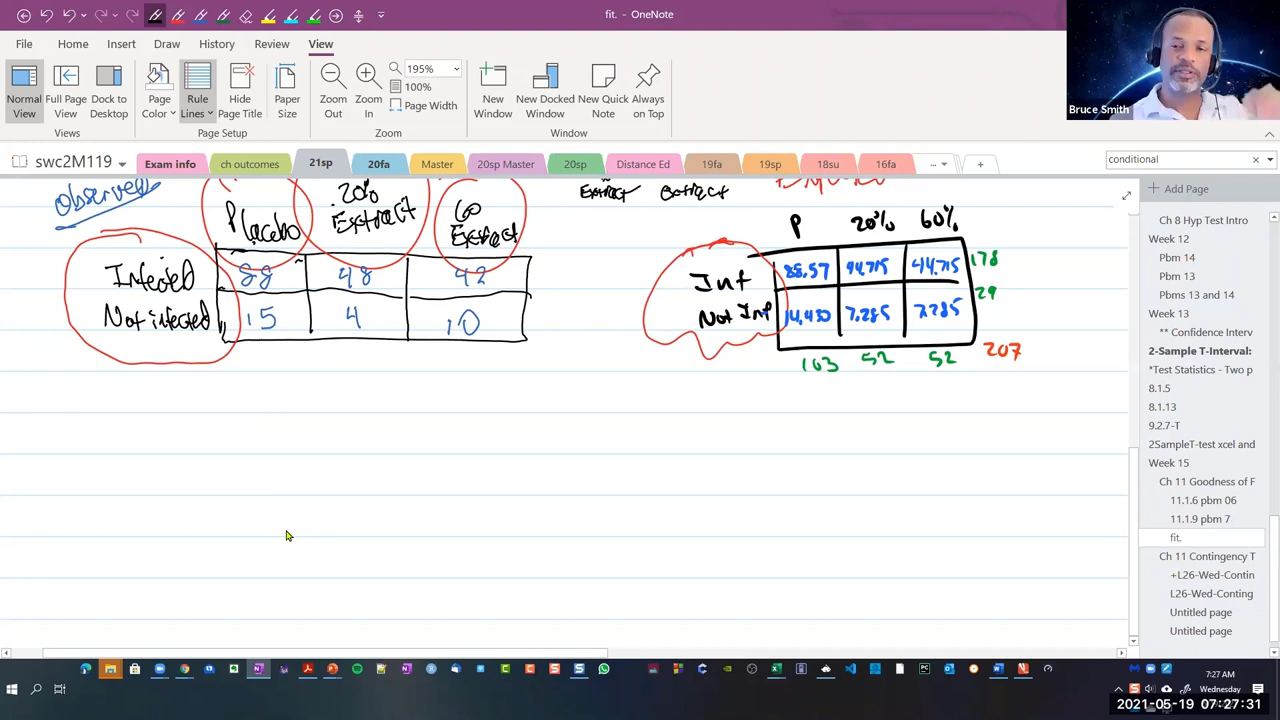 fit. - OneNote
File Home Insert Draw History Review View
195%
100%
Page Width
Normal View
Full Page View
Dock to Desktop
Page Color
Rule Lines
Hide Page Title
Paper Size
Zoom Out
Zoom In
New Window
New Docked Window
New Quick Note
Always on Top
Views Page Setup Zoom Window
Bruce Smith
swc2M119 Exam info ch outcomes 21sp 20fa Master 20sp Master 20sp Distance Ed 19fa 19sp 18su 16fa ... +
conditional
Add Page
Ch 8 Hyp Test Intro
Week 12
Pbm 14
Pbm 13
Pbms 13 and 14
Week 13
** Confidence Interv
2-Sample T-Interval:
*Test Statistics - Two p
8.1.5
8.1.13
9.2.7-T
2SampleT-test xcel and
Week 15
Ch 11 Goodness of F
11.1.6 pbm 06
11.1.9 pbm 7
fit.
Ch 11 Contingency T
+L26-Wed-Contin
L26-Wed-Conting
Untitled page
Untitled page
observed
Placebo
20% Extract
60 Extract
Infected 88 48 42
Not infected 15 4 10
Extract Extract
P 20% 60%
Inf 88.57 44.715 44.715 178
Not Inf 14.430 7.285 7.285 29
103 52 52 207
7:27 AM
Wednesday
2021-05-19 07:27:31